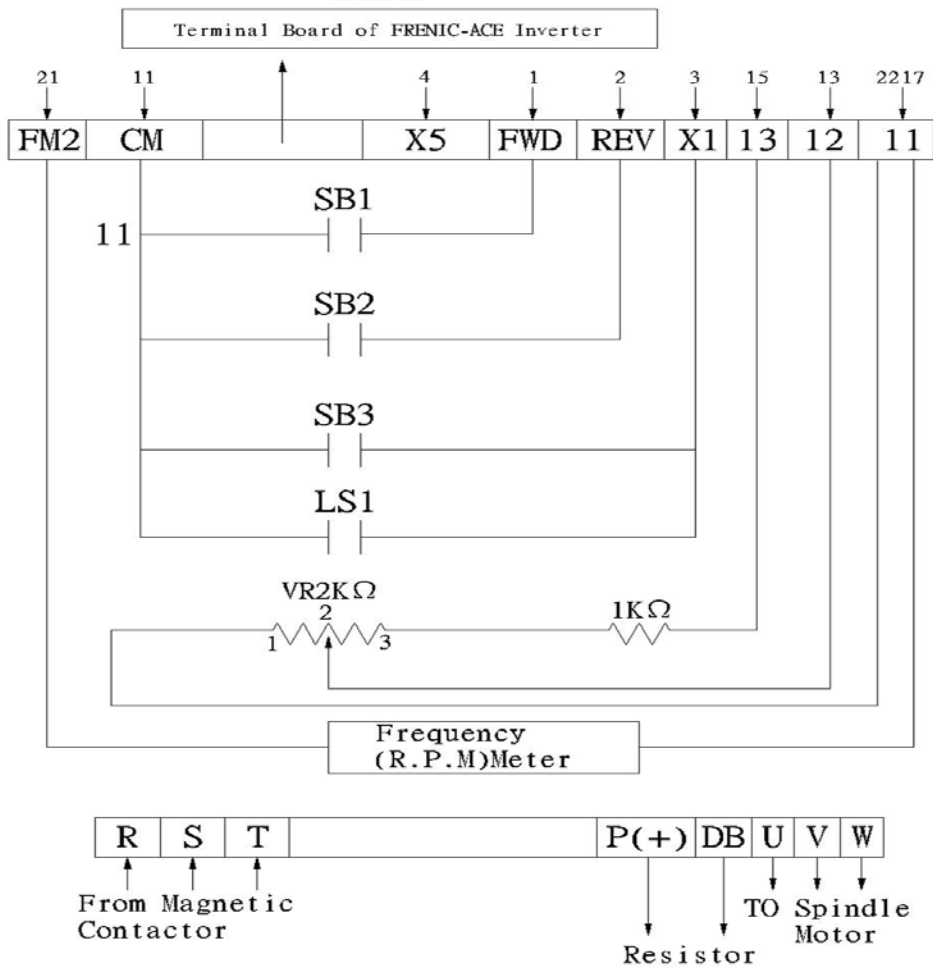 Terminal Board of FRENIC-ACE Inverter
21 11 4 1 2 3 15 13 2217
FM2 CM X5 FWD REV X1 13 12 11
SB1
11
SB2
SB3
LS1
VR2KΩ 1KΩ
2
1 3
Frequency
(R.P.M)Meter
R S T P(+) DB U V W
From Magnetic TO Spindle
Contactor Motor
Resistor